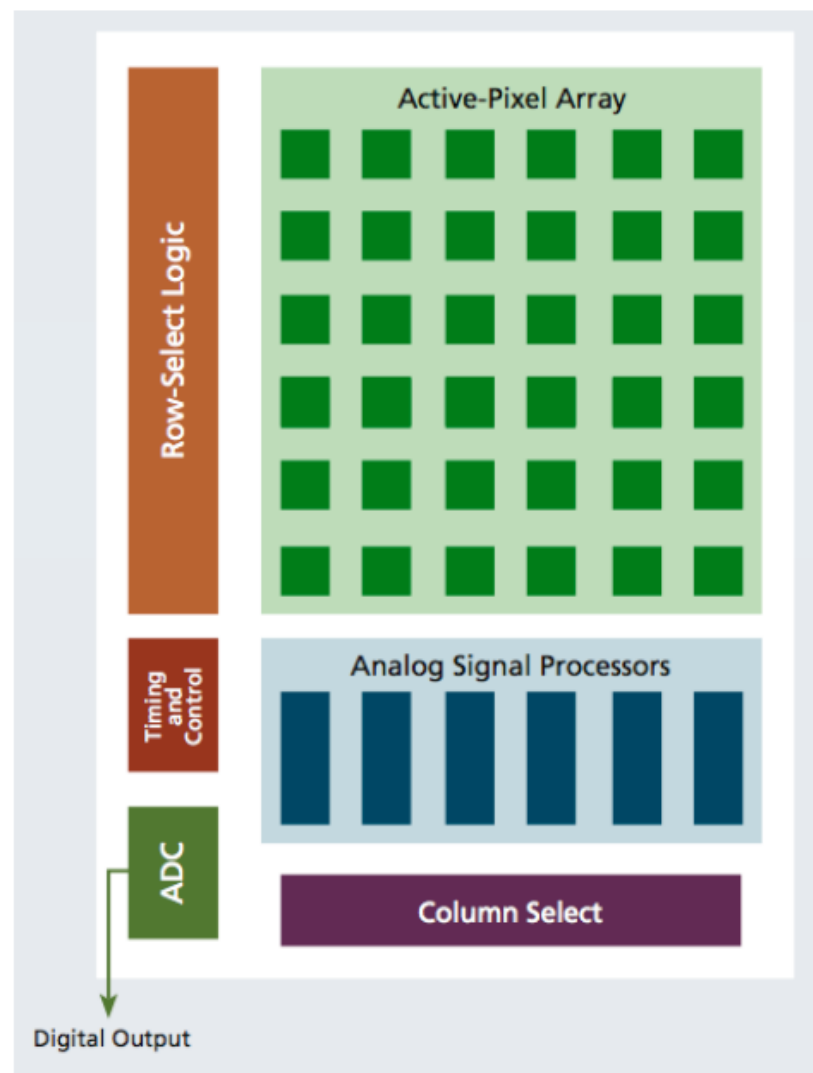 Active-Pixel Array
Row-Select Logic
Analog Signal Processors
Timing
and
Control
ADC
Column Select
Digital Output